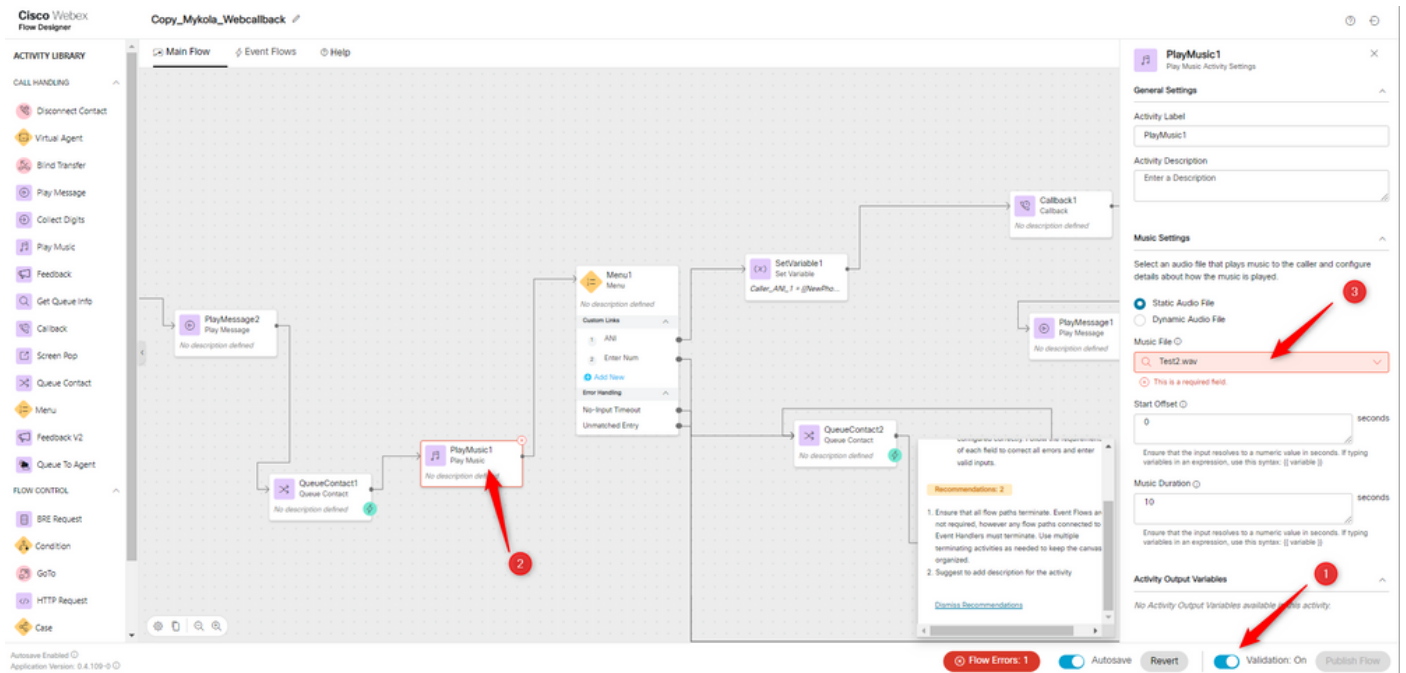 Cisco Webex
Flow Designer
Copy_Mykola_Webcallback
ACTIVITY LIBRARY
CALL HANDLING
Disconnect Contact
Virtual Agent
Blind Transfer
Play Message
Collect Digits
Play Music
Feedback
Get Queue Info
Callback
Screen Pop
Queue Contact
Menu
Feedback V2
Queue To Agent
FLOW CONTROL
BRE Request
Condition
GoTo
HTTP Request
Case
Main Flow
Event Flows
Help
PlayMessage2
Play Message
No description defined
QueueContact1
Queue Contact
No description defined
PlayMusic1
Play Music
No description defined
2
Menu1
Menu
No description defined
Custom Links
1 ANI
2 Enter Num
Add New
Error Handling
No-Input Timeout
Unmatched Entry
SetVariable1
Set Variable
Caller_ANI_1 = {{NewPho...
Callback1
Callback
No description defined
PlayMessage1
Play Message
No description defined
QueueContact2
Queue Contact
No description defined
of each field to correct all errors and enter
valid inputs.
Recommendations: 2
1. Ensure that all flow paths terminate. Event Flows are
not required, however any flow paths connected to
Event Handlers must terminate. Use multiple
terminating activities as needed to keep the canvas
organized.
2. Suggest to add description for the activity
Dismiss Recommendations
PlayMusic1
Play Music Activity Settings
General Settings
Activity Label
PlayMusic1
Activity Description
Enter a Description
Music Settings
Select an audio file that plays music to the caller and configure
details about how the music is played.
3
Static Audio File
Dynamic Audio File
Music File
Test2.wav
This is a required field.
Start Offset
0
seconds
Ensure that the input resolves to a numeric value in seconds. If typing
variables in an expression, use this syntax: {{ variable }}
Music Duration
10
seconds
Ensure that the input resolves to a numeric value in seconds. If typing
variables in an expression, use this syntax: {{ variable }}
1
Activity Output Variables
No Activity Output Variables available in this activity.
Autosave Enabled
Application Version: 0.4.109-0
Flow Errors: 1
Autosave
Revert
Validation: On
Publish Flow